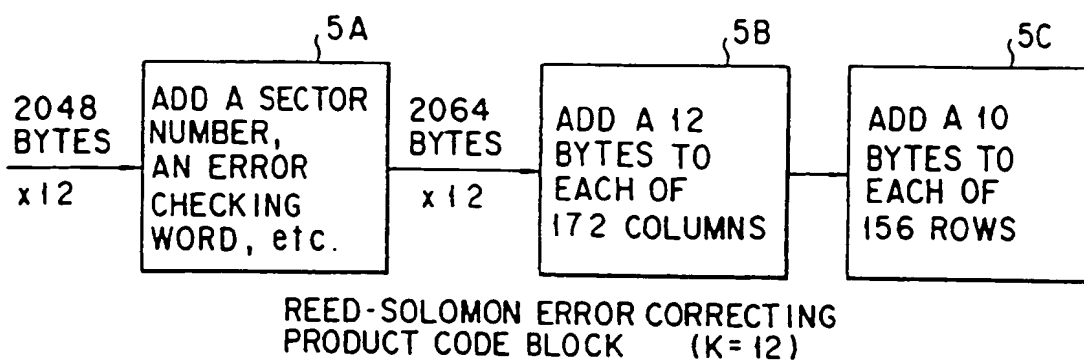 5A
5B
5C
2048
BYTES
x12
ADD A SECTOR
NUMBER,
AN ERROR
CHECKING
WORD, etc.
2064
BYTES
x12
ADD A 12
BYTES TO
EACH OF
172 COLUMNS
ADD A 10
BYTES TO
EACH OF
156 ROWS
REED-SOLOMON ERROR CORRECTING
PRODUCT CODE BLOCK (K=12)